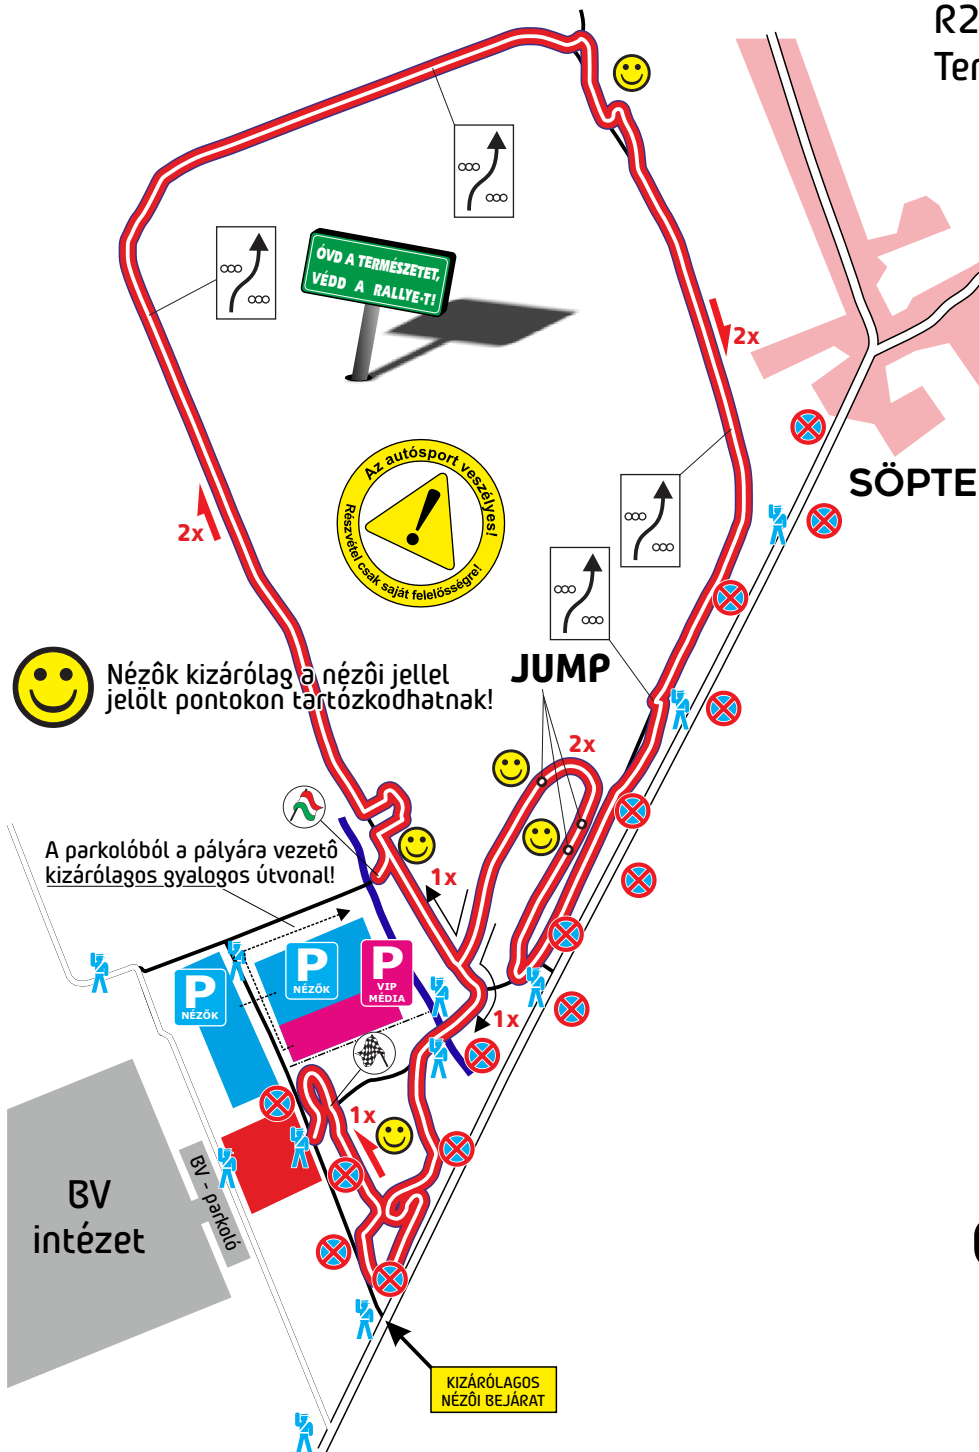 R2
Ter
ÓVD A TERMÉSZETET,
VÉDD A RALLYE-T!
2x
Az autósport veszélyes!
Részvétel csak saját felelősségre!
SÖPTE
2x
JUMP
Nézôk kizárólag a nézôi jellel
jelölt pontokon tartózkodhatnak!
2x
A parkolóból a pályára vezetô
kizárólagos gyalogos útvonal!
1x
P
NÉZŐK
P
NÉZŐK
P
VIP
MÉDIA
1x
1x
BV
intézet
BV - parkoló
KIZÁRÓLAGOS
NÉZÔI BEJÁRAT